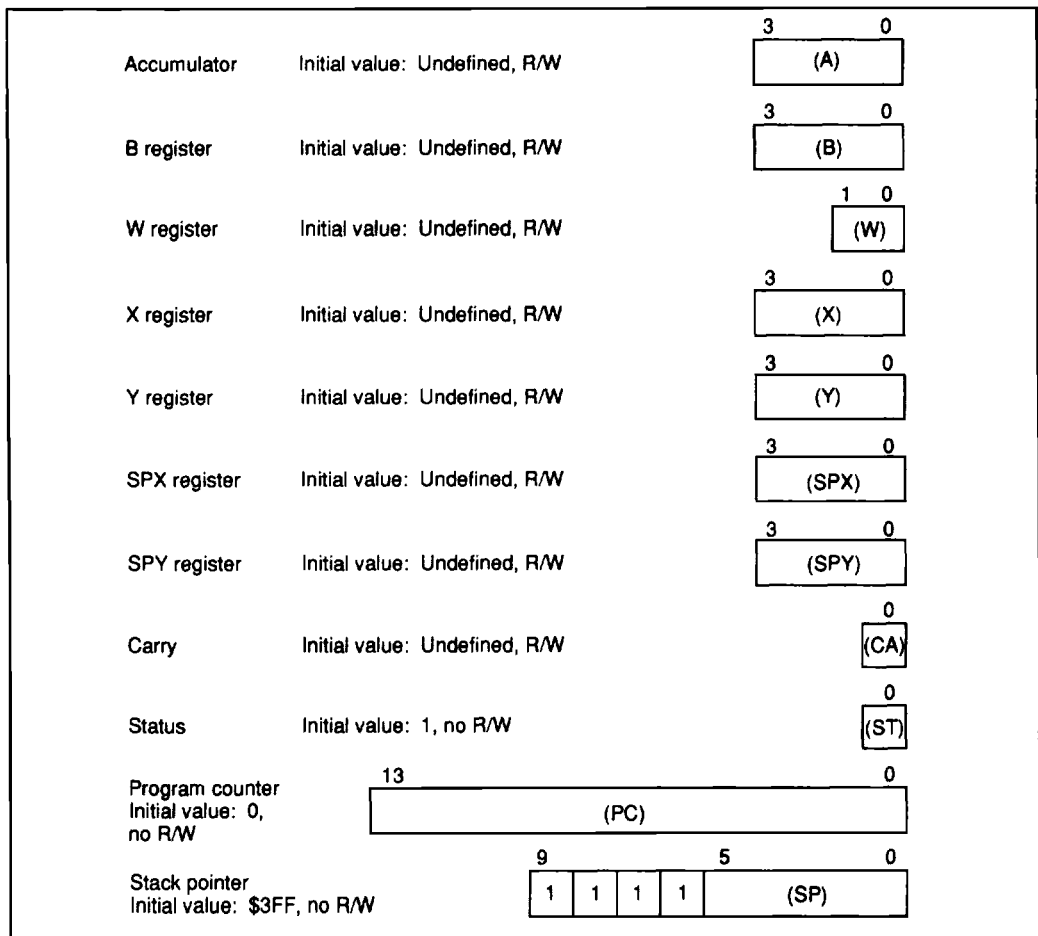 3 0
Accumulator Initial value: Undefined, R/W (A)
3 0
B register Initial value: Undefined, R/W (B)
1 0
W register Initial value: Undefined, R/W (W)
3 0
X register Initial value: Undefined, R/W (X)
3 0
Y register Initial value: Undefined, R/W (Y)
3 0
SPX register Initial value: Undefined, R/W (SPX)
3 0
SPY register Initial value: Undefined, R/W (SPY)
0
Carry Initial value: Undefined, R/W (CA)
0
Status Initial value: 1, no R/W (ST)
13 0
Program counter
Initial value: 0, (PC)
no R/W
9 5 0
Stack pointer 1 1 1 1 (SP)
Initial value: $3FF, no R/W